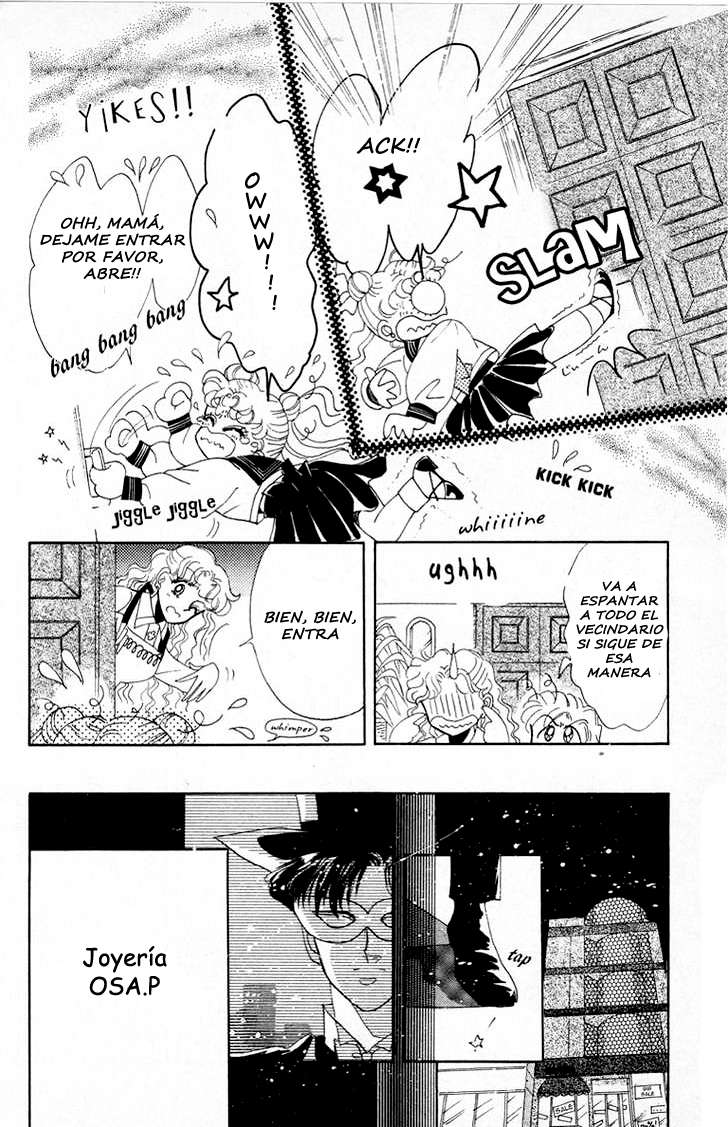 YiKES!!
ACK!!
OWWW!!!
OHH, MAMÁ,
DEJAME ENTRAR
POR FAVOR,
ABRE!!
SLAM
bang bang bang
KICK KICK
Jiggle Jiggle
whiiiiine
BIEN, BIEN,
ENTRA
whimper
ughhh
VA A
ESPANTAR
A TODO EL
VECINDARIO
SI SIGUE DE
ESA
MANERA
Joyería
OSA.P
tap
SALE